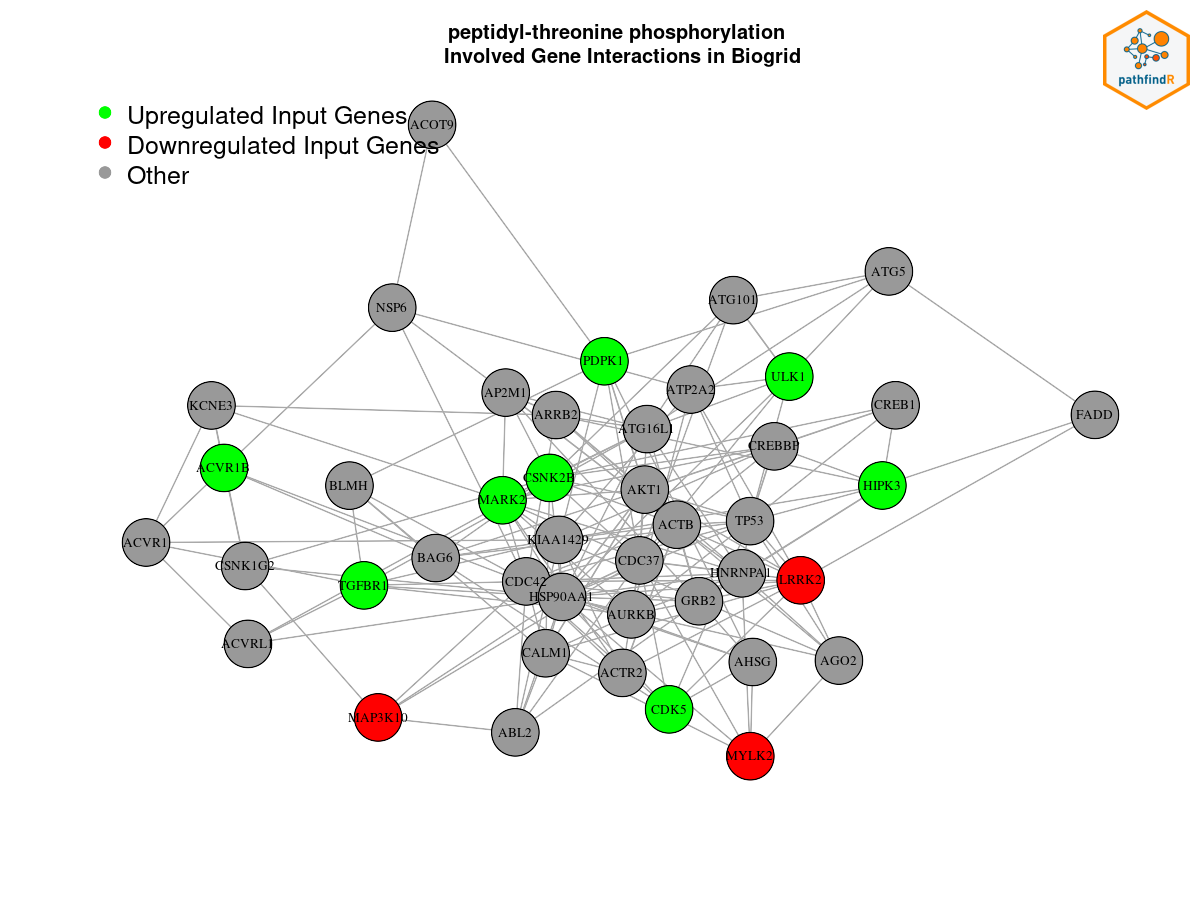 peptidyl-threonine phosphorylation
Involved Gene Interactions in Biogrid
pathfindR
Upregulated Input Genes
Downregulated Input Genes
Other
ACOT9
ATG5
ATG101
NSP6
PDPK1
ULK1
ATP2A2
AP2M1
KCNE3
ARRB2
CREB1
FADD
ATG16L1
CREBBP
ACVR1B
CSNK2B
BLMH
HIPK3
AKT1
MARK2
ACTB
TP53
ACVR1
KIAA1429
BAG6
CDC37
CSNK1G2
HNRNPA1
LRRK2
CDC42
TGFBR1
HSP90AA1
GRB2
AURKB
ACVRL1
CALM1
AHSG
AGO2
ACTR2
CDK5
MAP3K10
ABL2
MYLK2